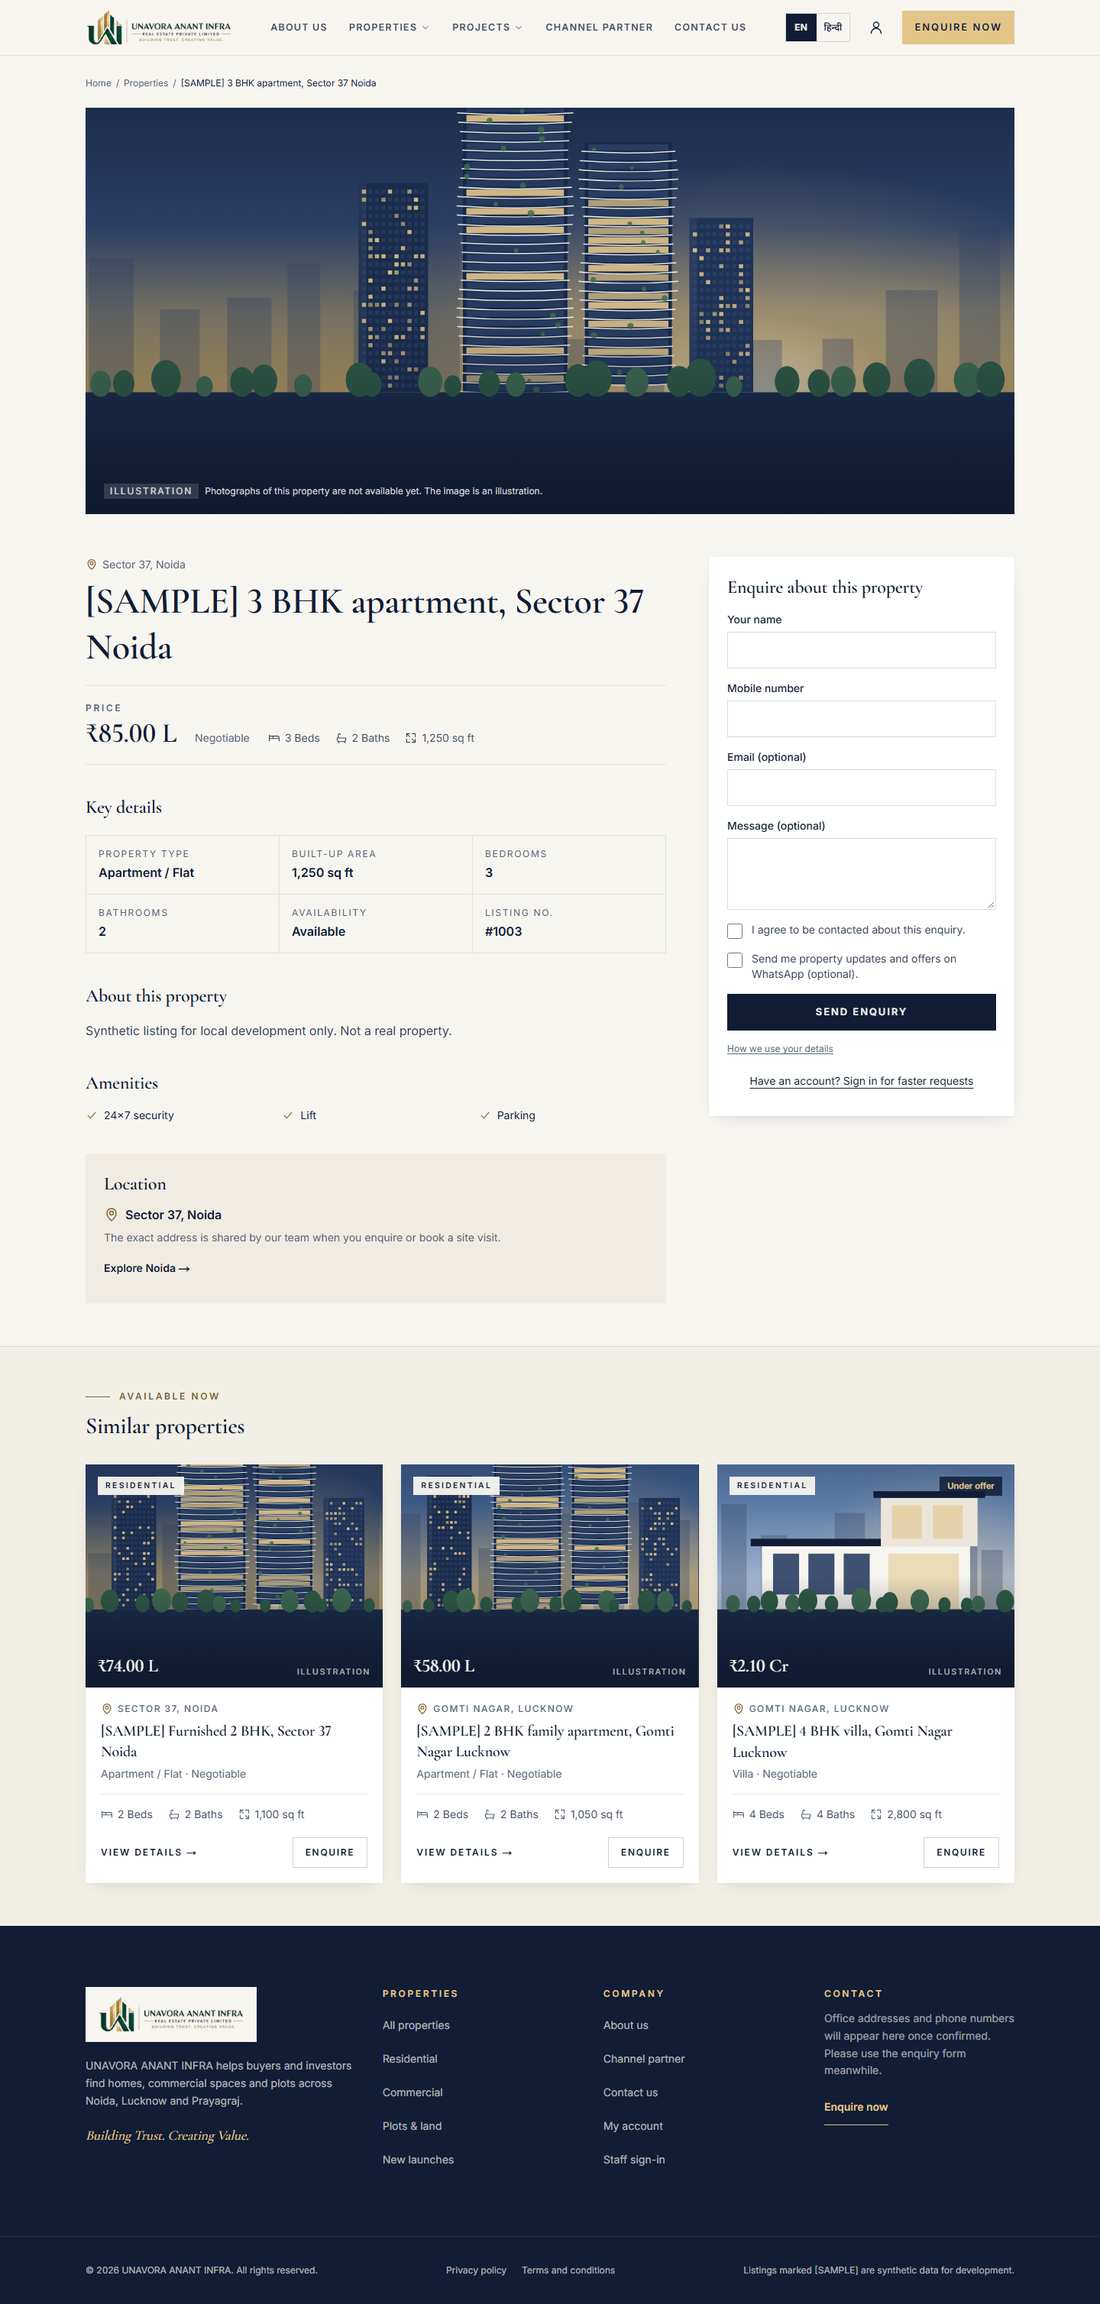 UNAVORA ANANT INFRA
REAL ESTATE PRIVATE LIMITED
BUILDING TRUST. CREATING VALUE.
ABOUT US
PROPERTIES
PROJECTS
CHANNEL PARTNER
CONTACT US
EN
हिन्दी
ENQUIRE NOW
Home / Properties / [SAMPLE] 3 BHK apartment, Sector 37 Noida
ILLUSTRATION Photographs of this property are not available yet. The image is an illustration.
Sector 37, Noida
[SAMPLE] 3 BHK apartment, Sector 37
Noida
PRICE
₹85.00 L Negotiable 3 Beds 2 Baths 1,250 sq ft
Key details
PROPERTY TYPE
Apartment / Flat
BUILT-UP AREA
1,250 sq ft
BEDROOMS
3
BATHROOMS
2
AVAILABILITY
Available
LISTING NO.
#1003
About this property
Synthetic listing for local development only. Not a real property.
Amenities
24×7 security
Lift
Parking
Location
Sector 37, Noida
The exact address is shared by our team when you enquire or book a site visit.
Explore Noida →
Enquire about this property
Your name
Mobile number
Email (optional)
Message (optional)
I agree to be contacted about this enquiry.
Send me property updates and offers on
WhatsApp (optional).
SEND ENQUIRY
How we use your details
Have an account? Sign in for faster requests
AVAILABLE NOW
Similar properties
RESIDENTIAL
₹74.00 L
ILLUSTRATION
SECTOR 37, NOIDA
[SAMPLE] Furnished 2 BHK, Sector 37
Noida
Apartment / Flat · Negotiable
2 Beds 2 Baths 1,100 sq ft
VIEW DETAILS →
ENQUIRE
RESIDENTIAL
₹58.00 L
ILLUSTRATION
GOMTI NAGAR, LUCKNOW
[SAMPLE] 2 BHK family apartment, Gomti
Nagar Lucknow
Apartment / Flat · Negotiable
2 Beds 2 Baths 1,050 sq ft
VIEW DETAILS →
ENQUIRE
RESIDENTIAL
Under offer
₹2.10 Cr
ILLUSTRATION
GOMTI NAGAR, LUCKNOW
[SAMPLE] 4 BHK villa, Gomti Nagar
Lucknow
Villa · Negotiable
4 Beds 4 Baths 2,800 sq ft
VIEW DETAILS →
ENQUIRE
UNAVORA ANANT INFRA
REAL ESTATE PRIVATE LIMITED
BUILDING TRUST. CREATING VALUE.
UNAVORA ANANT INFRA helps buyers and investors
find homes, commercial spaces and plots across
Noida, Lucknow and Prayagraj.
Building Trust. Creating Value.
PROPERTIES
All properties
Residential
Commercial
Plots & land
New launches
COMPANY
About us
Channel partner
Contact us
My account
Staff sign-in
CONTACT
Office addresses and phone numbers
will appear here once confirmed.
Please use the enquiry form
meanwhile.
Enquire now
© 2026 UNAVORA ANANT INFRA. All rights reserved.
Privacy policy
Terms and conditions
Listings marked [SAMPLE] are synthetic data for development.